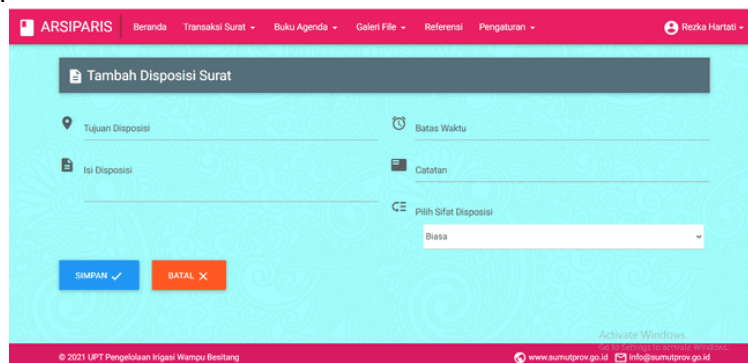 ARSIPARIS Beranda Transaksi Surat Buku Agenda Galeri File Referensi Pengaturan Rezka Hartati
Tambah Disposisi Surat
Tujuan Disposisi Batas Waktu
Isi Disposisi Catatan
Pilih Sifat Disposisi
Biasa
SIMPAN BATAL
Activate Windows
Go to Settings to activate Windows.
© 2021 UPT Pengelolaan Irigasi Wampu Besitang www.sumutprov.go.id info@sumutprov.go.id